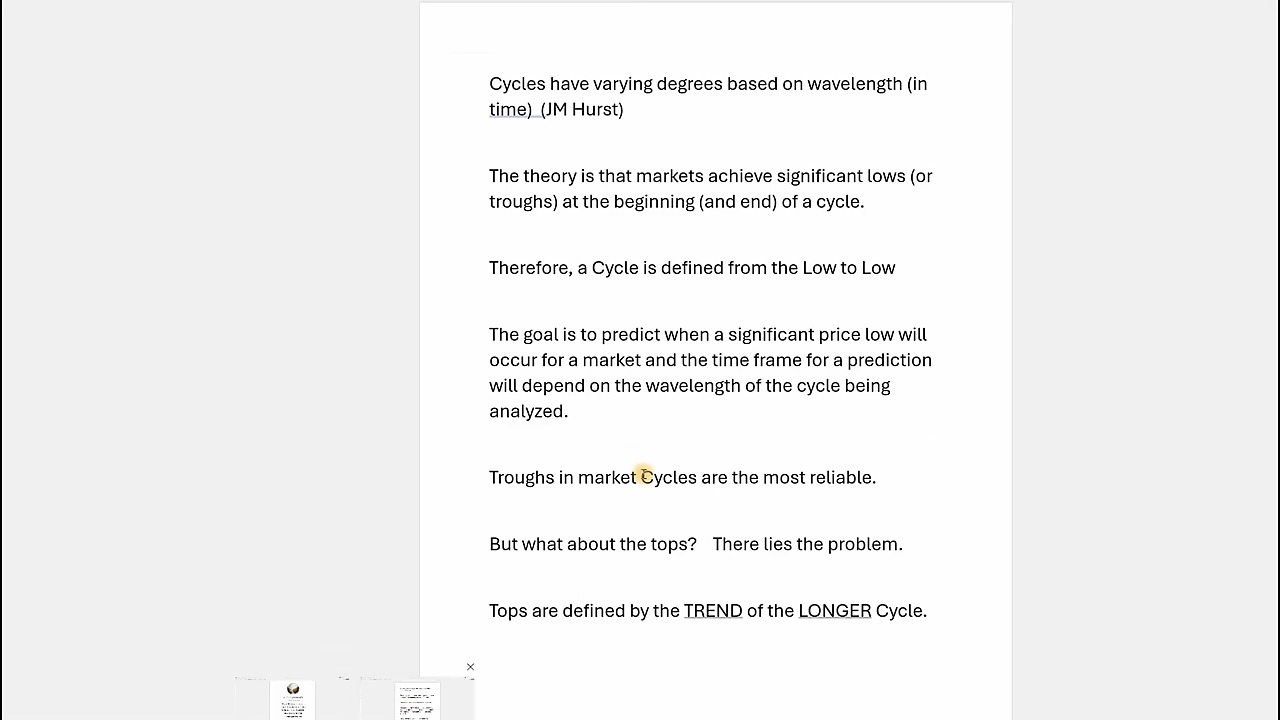 Cycles have varying degrees based on wavelength (in
time)  (JM Hurst)
The theory is that markets achieve significant lows (or
troughs) at the beginning (and end) of a cycle.
Therefore, a Cycle is defined from the Low to Low
The goal is to predict when a significant price low will
occur for a market and the time frame for a prediction
will depend on the wavelength of the cycle being
analyzed.
Troughs in market Cycles are the most reliable.
But what about the tops?   There lies the problem.
Tops are defined by the TREND of the LONGER Cycle.